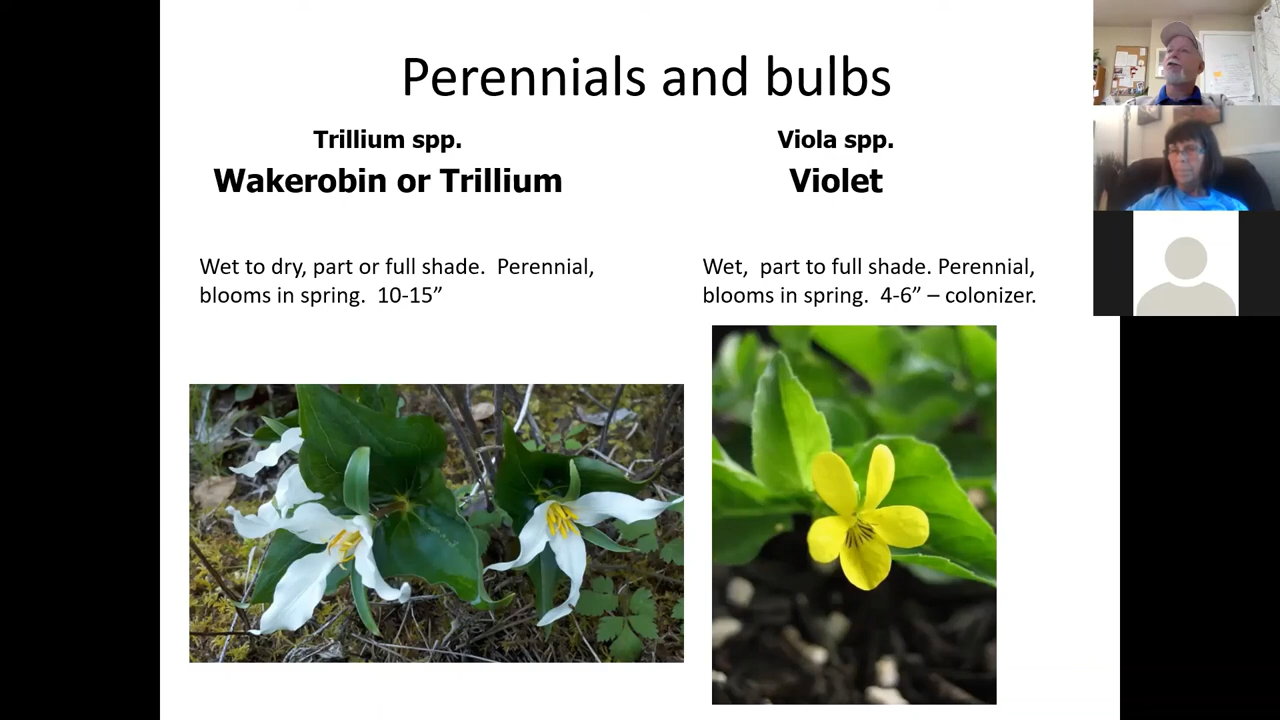 Perennials and bulbs
Trillium spp.
Wakerobin or Trillium
Wet to dry, part or full shade.  Perennial,
blooms in spring.  10-15”
Viola spp.
Violet
Wet,  part to full shade. Perennial,
blooms in spring.  4-6” – colonizer.